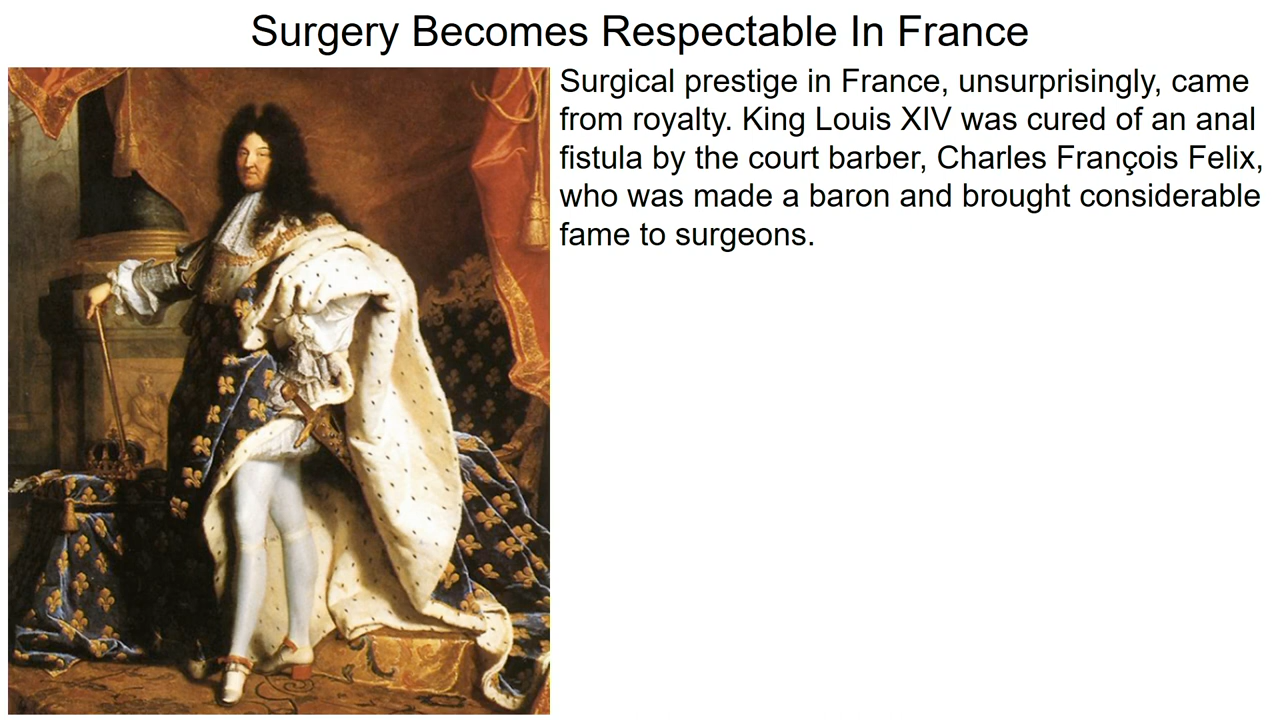 Surgery Becomes Respectable In France
Surgical prestige in France, unsurprisingly, came
from royalty. King Louis XIV was cured of an anal
fistula by the court barber, Charles François Felix,
who was made a baron and brought considerable
fame to surgeons.